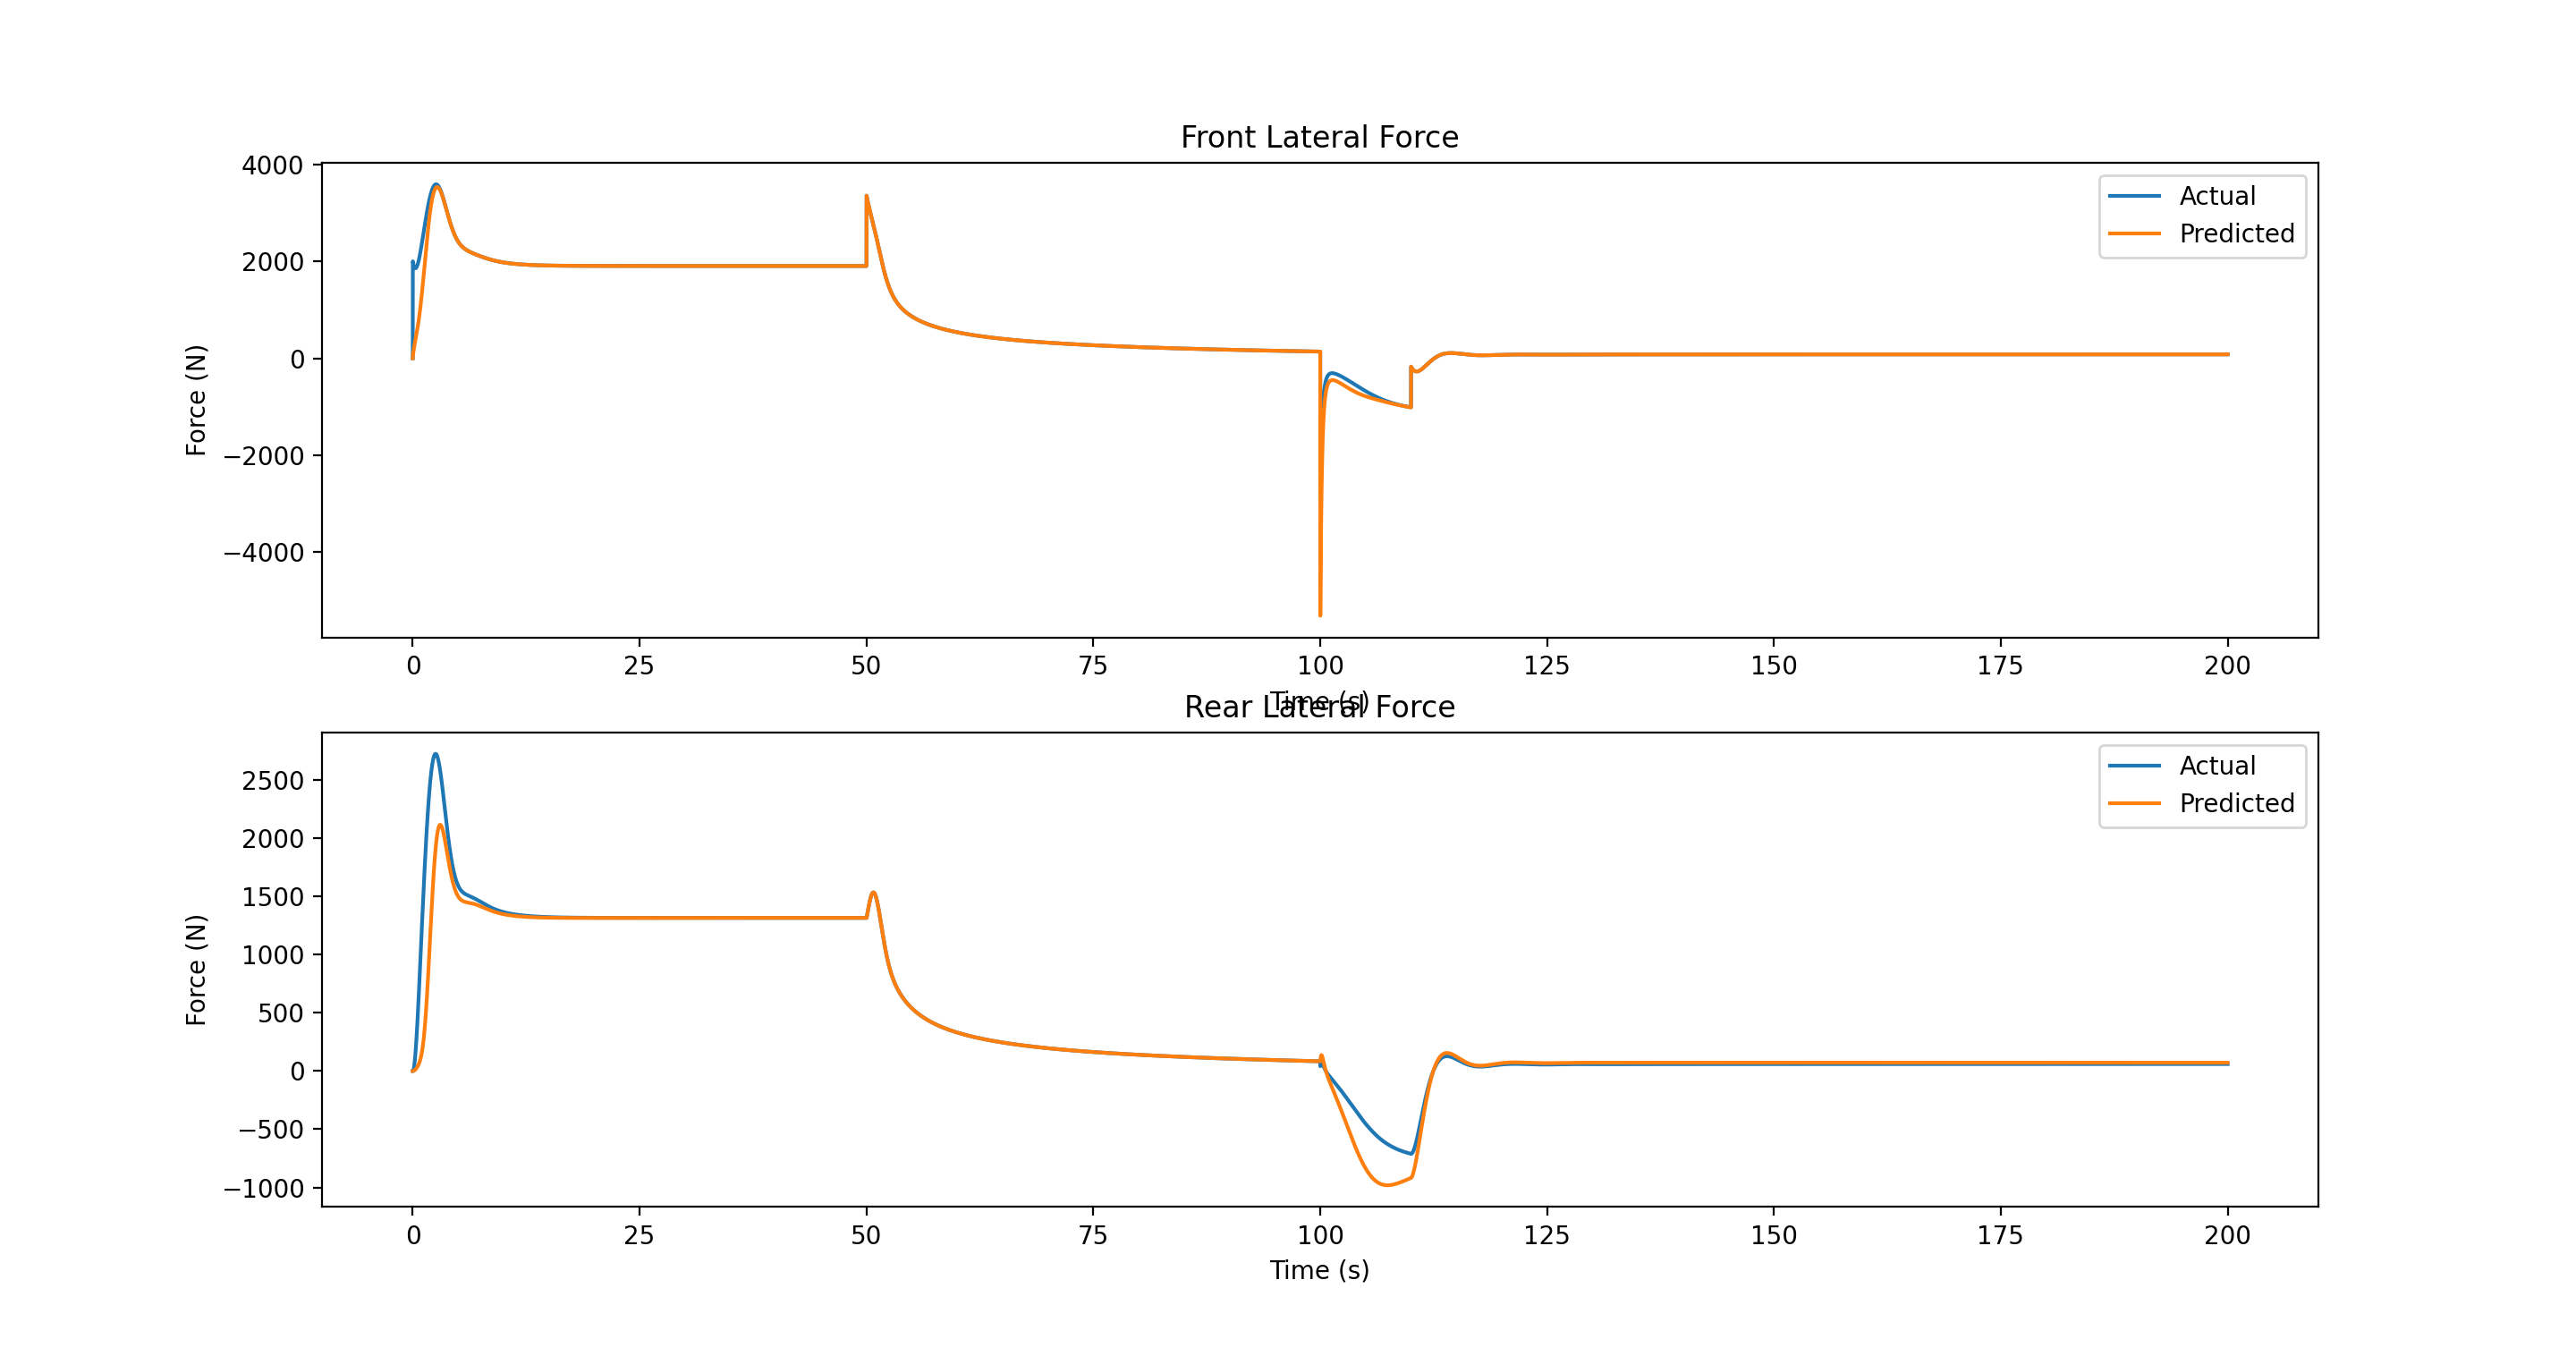 Front Lateral Force
4000
2000
0
−2000
−4000
Force (N)
Actual
Predicted
0 25 50 75 100 125 150 175 200
Time (s)
Rear Lateral Force
2500
2000
1500
1000
500
0
−500
−1000
Force (N)
Actual
Predicted
0 25 50 75 100 125 150 175 200
Time (s)